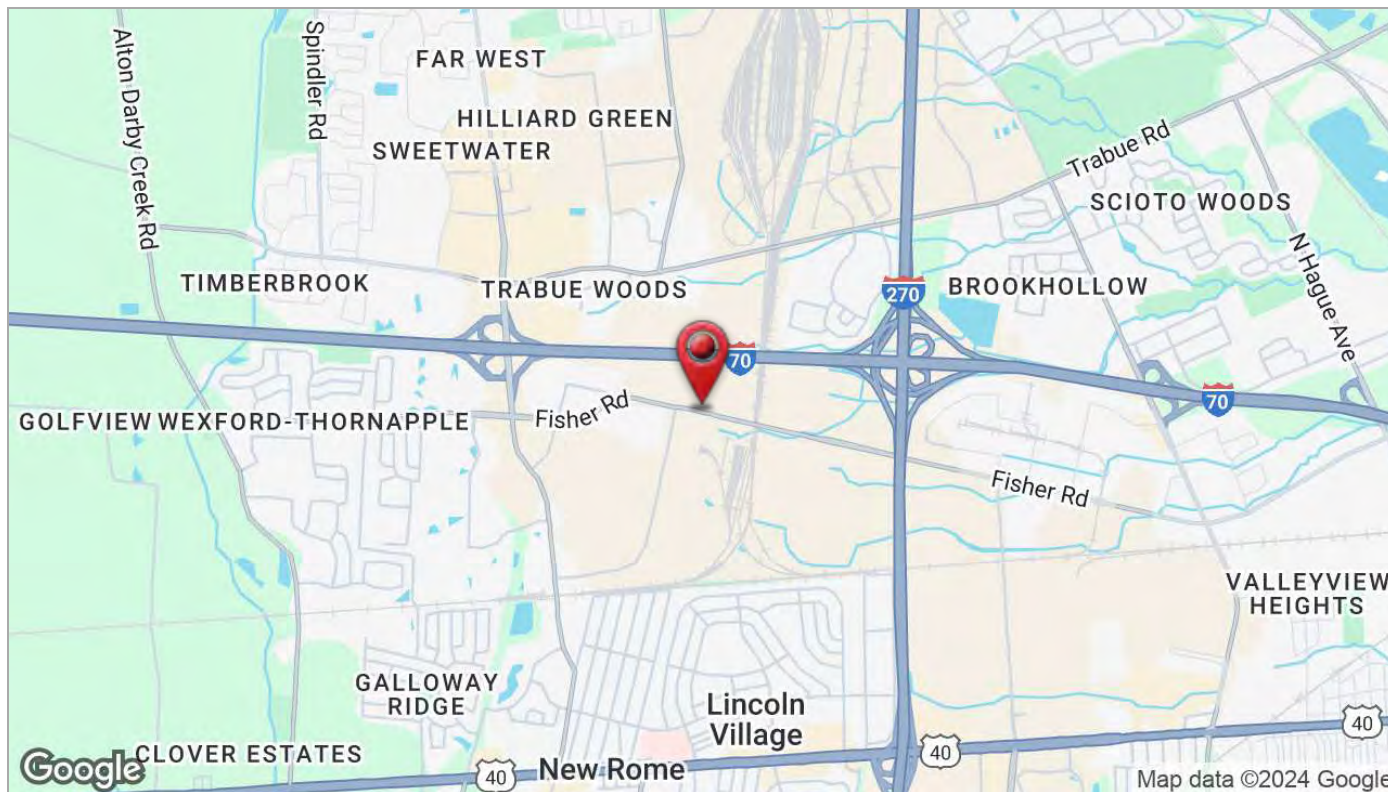 Alton Darby Creek Rd
Spindler Rd
FAR WEST
HILLIARD GREEN
SWEETWATER
Trabue Rd
SCIOTO WOODS
N Hague Ave
TIMBERBROOK
TRABUE WOODS
270
BROOKHOLLOW
70
70
GOLFVIEW
WEXFORD-THORNAPPLE
Fisher Rd
Fisher Rd
VALLEYVIEW
HEIGHTS
GALLOWAY
RIDGE
Lincoln
Village
40
40
CLOVER ESTATES
40
New Rome
Google
Map data ©2024 Google